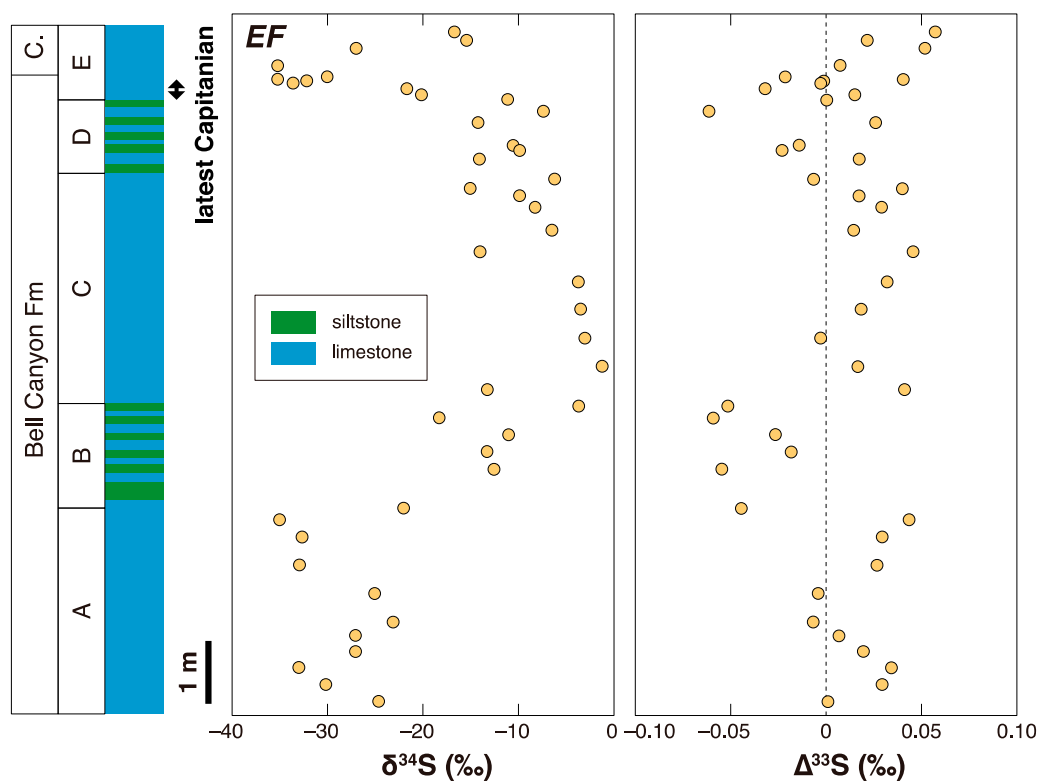 C.
Bell Canyon Fm
E
D
C
B
A
latest Capitanian
1 m
EF
siltstone
limestone
−40
−30
−20
−10
0
δ³⁴S (‰)
−0.10
−0.05
0
0.05
0.10
Δ³³S (‰)